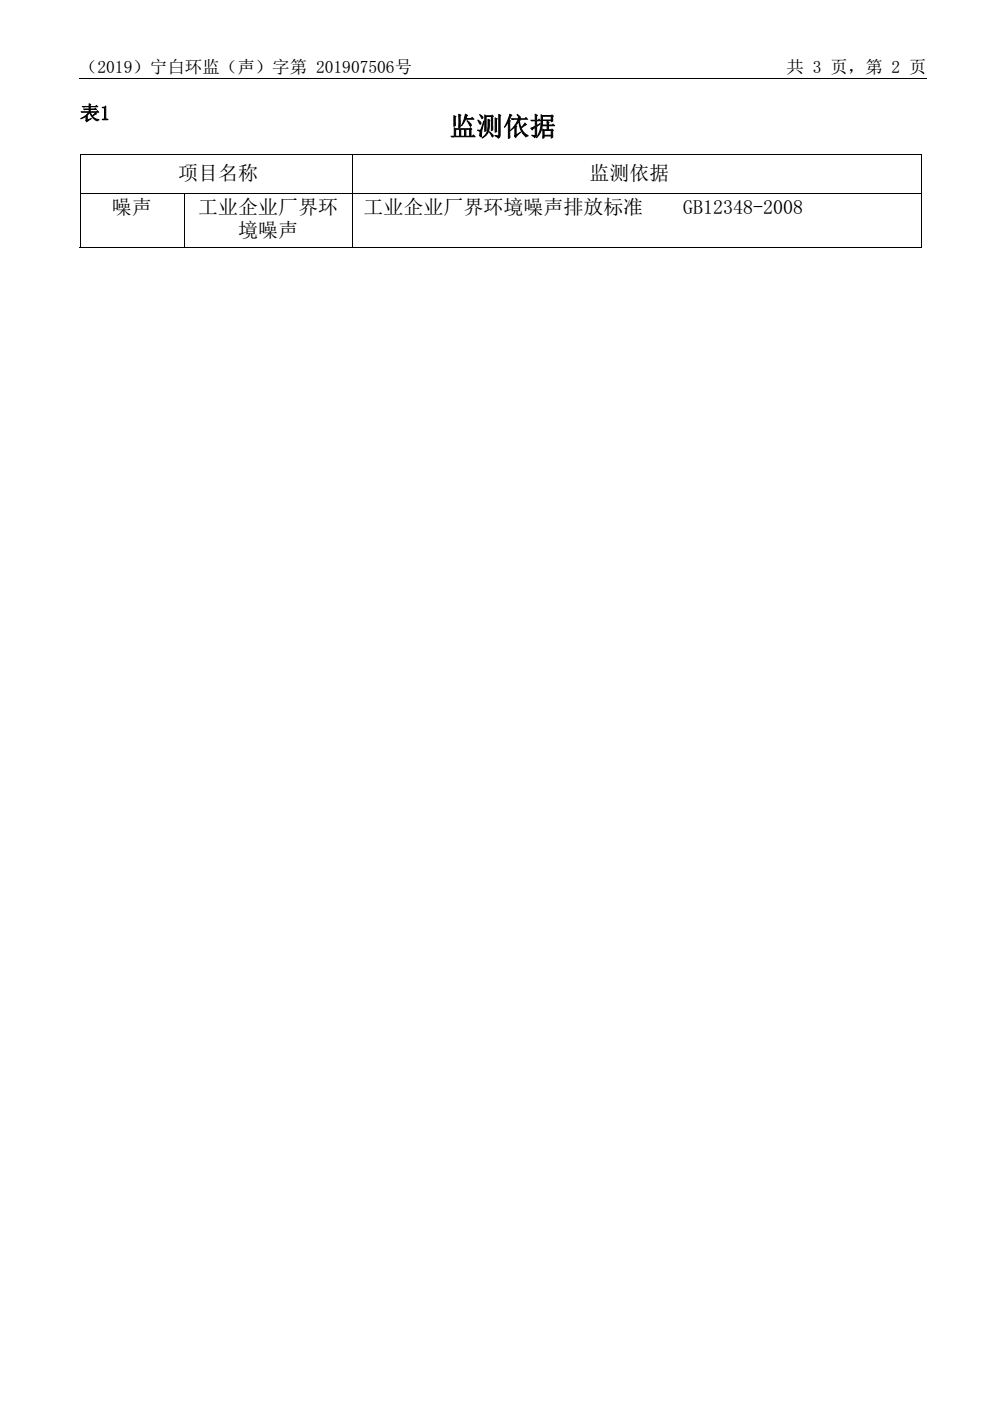 （2019）宁白环监（声）字第 201907506号 共 3 页，第 2 页
表1
监测依据
项目名称 监测依据
噪声 工业企业厂界环 工业企业厂界环境噪声排放标准 GB12348-2008
境噪声